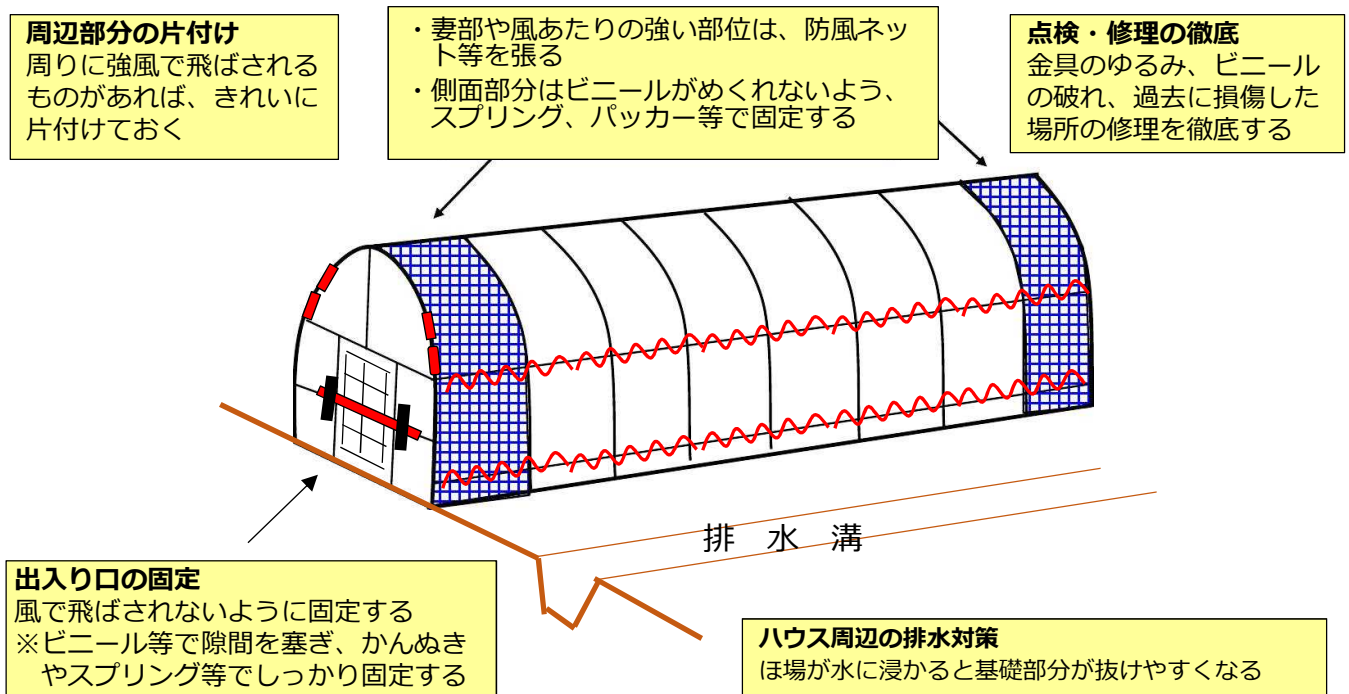 周辺部分の片付け
周りに強風で飛ばされる
ものがあれば、きれいに
片付けておく
・妻部や風あたりの強い部位は、防風ネッ
ト等を張る
・側面部分はビニールがめくれないよう、
スプリング、パッカー等で固定する
点検・修理の徹底
金具のゆるみ、ビニール
の破れ、過去に損傷した
場所の修理を徹底する
排水溝
出入り口の固定
風で飛ばされないように固定する
※ビニール等で隙間を塞ぎ、かんぬき
やスプリング等でしっかり固定する
ハウス周辺の排水対策
ほ場が水に浸かると基礎部分が抜けやすくなる